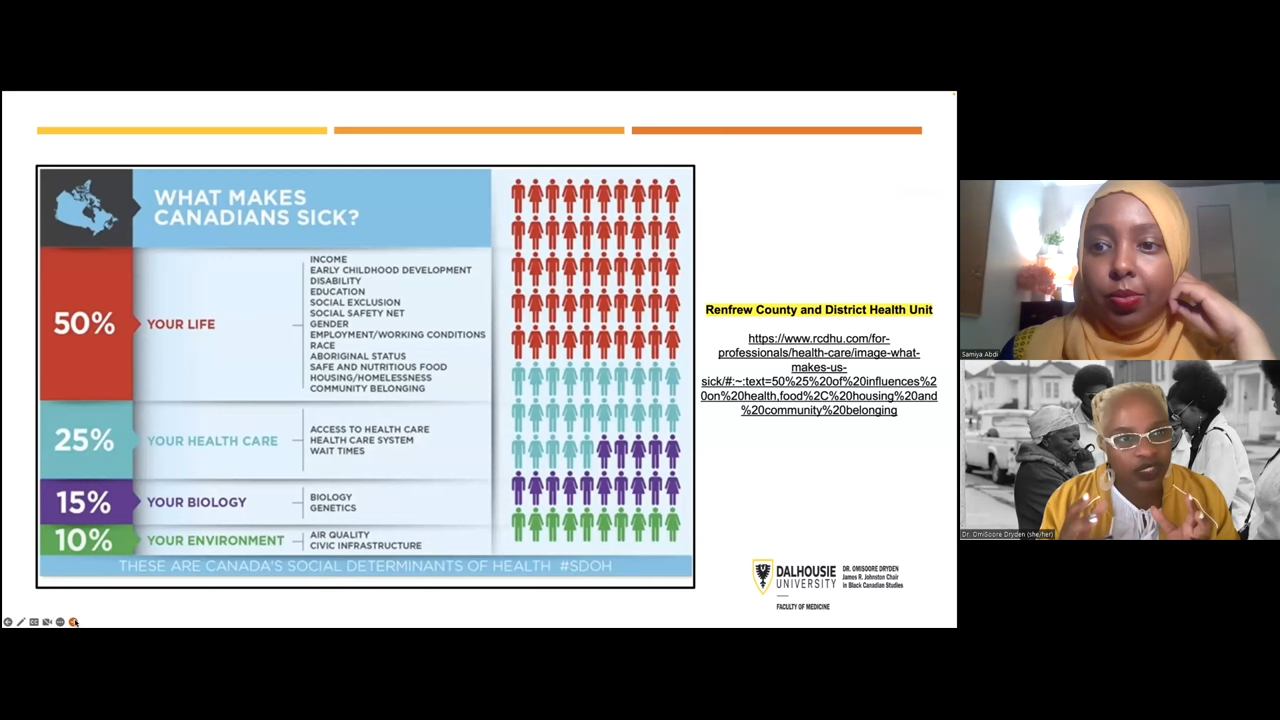 WHAT MAKES
CANADIANS SICK?
50%
YOUR LIFE
INCOME
EARLY CHILDHOOD DEVELOPMENT
DISABILITY
EDUCATION
SOCIAL EXCLUSION
SOCIAL SAFETY NET
GENDER
EMPLOYMENT/WORKING CONDITIONS
RACE
ABORIGINAL STATUS
SAFE AND NUTRITIOUS FOOD
HOUSING/HOMELESSNESS
COMMUNITY BELONGING
25%
YOUR HEALTH CARE
ACCESS TO HEALTH CARE
HEALTH CARE SYSTEM
WAIT TIMES
15%
YOUR BIOLOGY
BIOLOGY
GENETICS
10%
YOUR ENVIRONMENT
AIR QUALITY
CIVIC INFRASTRUCTURE
THESE ARE CANADA'S SOCIAL DETERMINANTS OF HEALTH #SDOH
Renfrew County and District Health Unit
https://www.rcdhu.com/for-
professionals/health-care/image-what-
makes-us-
sick/#:~:text=50%25%20of%20influences%2
0on%20health,food%2C%20housing%20and
%20community%20belonging
DALHOUSIE
UNIVERSITY
FACULTY OF MEDICINE
DR. OMISOORE DRYDEN
James R. Johnston Chair
in Black Canadian Studies
Samiya Abdi
Dr. OmiSoore Dryden (she/her)